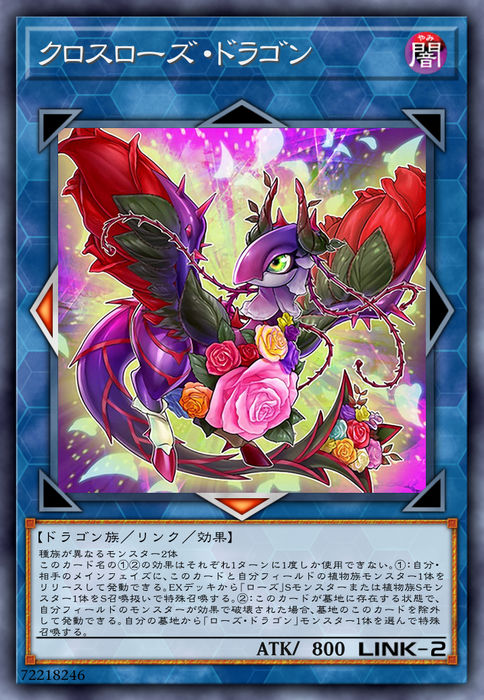 クロスローズ・ドラゴン
やみ
闇
【ドラゴン族／リンク／効果】
種族が異なるモンスター2体
このカード名の①②の効果はそれぞれ1ターンに1度しか使用できない。①：自分・
相手のメインフェイズに、このカードと自分フィールドの植物族モンスター1体を
リリースして発動できる。EXデッキから「ローズ」Sモンスターまたは植物族Sモン
スター1体をS召喚扱いで特殊召喚する。②：このカードが墓地に存在する状態で、
自分フィールドのモンスターが効果で破壊された場合、墓地のこのカードを除外
して発動できる。自分の墓地から「ローズ・ドラゴン」モンスター1体を選んで特殊
召喚する。
ATK/ 800 LINK-2
72218246